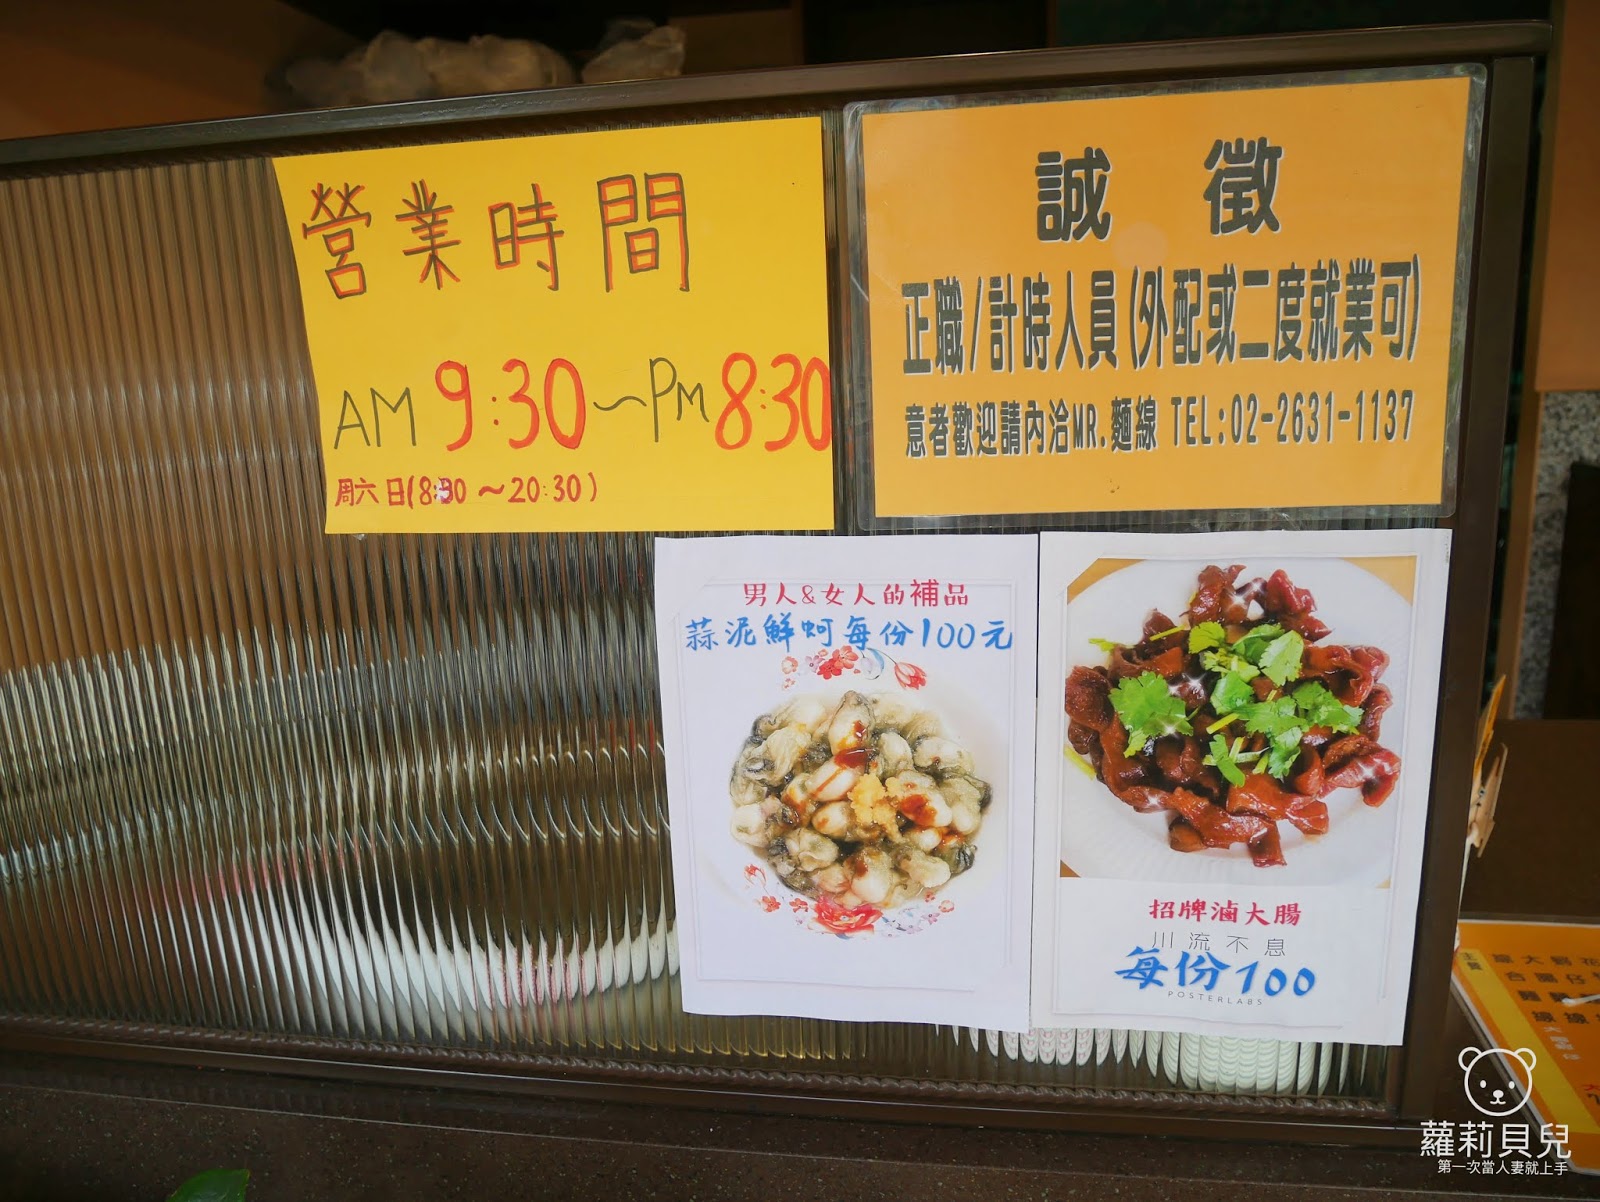 營業時間
AM 9:30~PM 8:30
周六日(8:30~20:30)
誠 徵
正職/計時人員(外配或二度就業可)
意者歡迎請內洽MR.麵線 TEL:02-2631-1137
男人&女人的補品
蒜泥鮮蚵每份100元
招牌滷大腸
川流不息
每份100
POSTERLABS
主食
蘿莉貝兒
第一次當人妻就上手